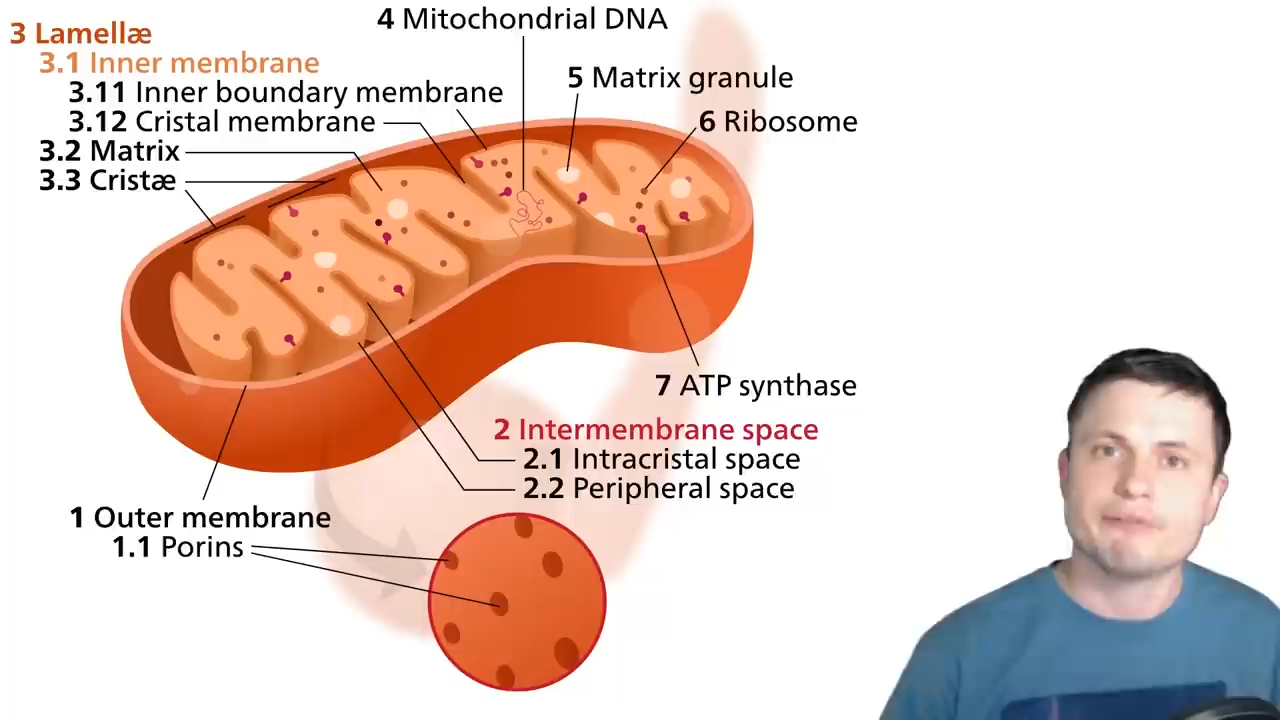 3 Lamellæ
3.1 Inner membrane
3.11 Inner boundary membrane
3.12 Cristal membrane
3.2 Matrix
3.3 Cristæ
4 Mitochondrial DNA
5 Matrix granule
6 Ribosome
7 ATP synthase
2 Intermembrane space
2.1 Intracristal space
2.2 Peripheral space
1 Outer membrane
1.1 Porins